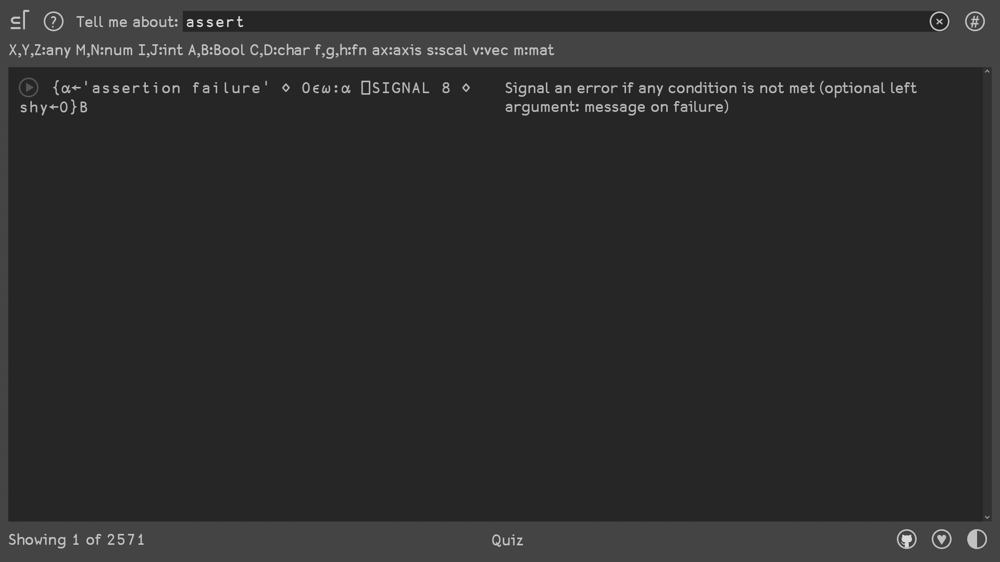 ⊆⌈ ? Tell me about: assert × #
X,Y,Z:any M,N:num I,J:int A,B:Bool C,D:char f,g,h:fn ax:axis s:scal v:vec m:mat
{⍺←'assertion failure' ⋄ 0∊⍵:⍺ ⎕SIGNAL 8 ⋄
shy←0}B
Signal an error if any condition is not met (optional left
argument: message on failure)
Showing 1 of 2571
Quiz